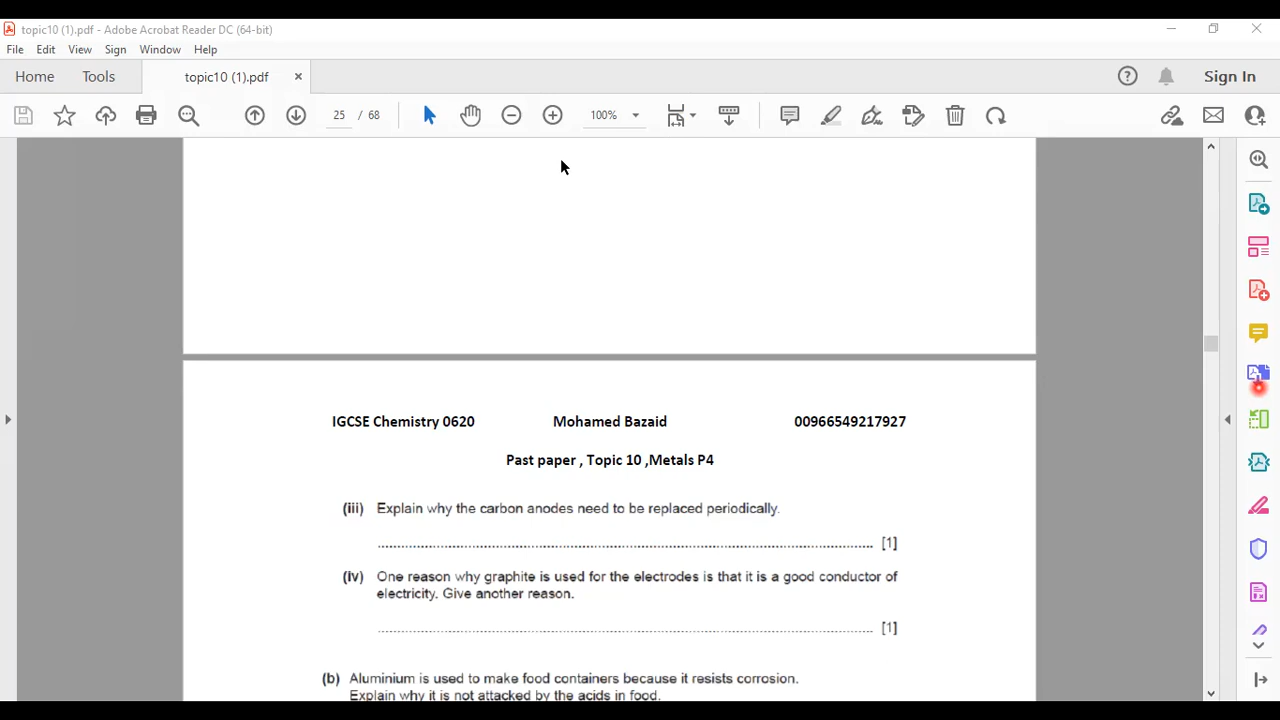 topic10 (1).pdf - Adobe Acrobat Reader DC (64-bit)
File Edit View Sign Window Help
Home Tools topic10 (1).pdf × Sign In
25 / 68 100%
IGCSE Chemistry 0620 Mohamed Bazaid 00966549217927
Past paper , Topic 10 ,Metals P4
(iii) Explain why the carbon anodes need to be replaced periodically.
[1]
(iv) One reason why graphite is used for the electrodes is that it is a good conductor of
electricity. Give another reason.
[1]
(b) Aluminium is used to make food containers because it resists corrosion.
Explain why it is not attacked by the acids in food.